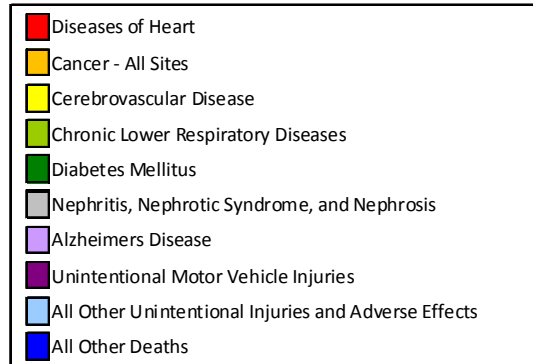 Diseases of Heart
Cancer - All Sites
Cerebrovascular Disease
Chronic Lower Respiratory Diseases
Diabetes Mellitus
Nephritis, Nephrotic Syndrome, and Nephrosis
Alzheimers Disease
Unintentional Motor Vehicle Injuries
All Other Unintentional Injuries and Adverse Effects
All Other Deaths